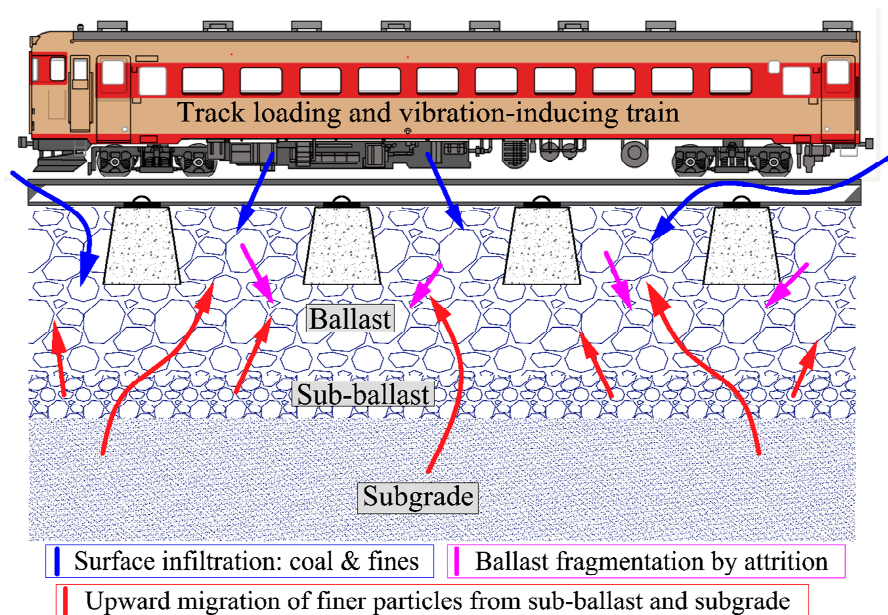 Track loading and vibration-inducing train
Ballast
Sub-ballast
Subgrade
Surface infiltration: coal & fines
Ballast fragmentation by attrition
Upward migration of finer particles from sub-ballast and subgrade